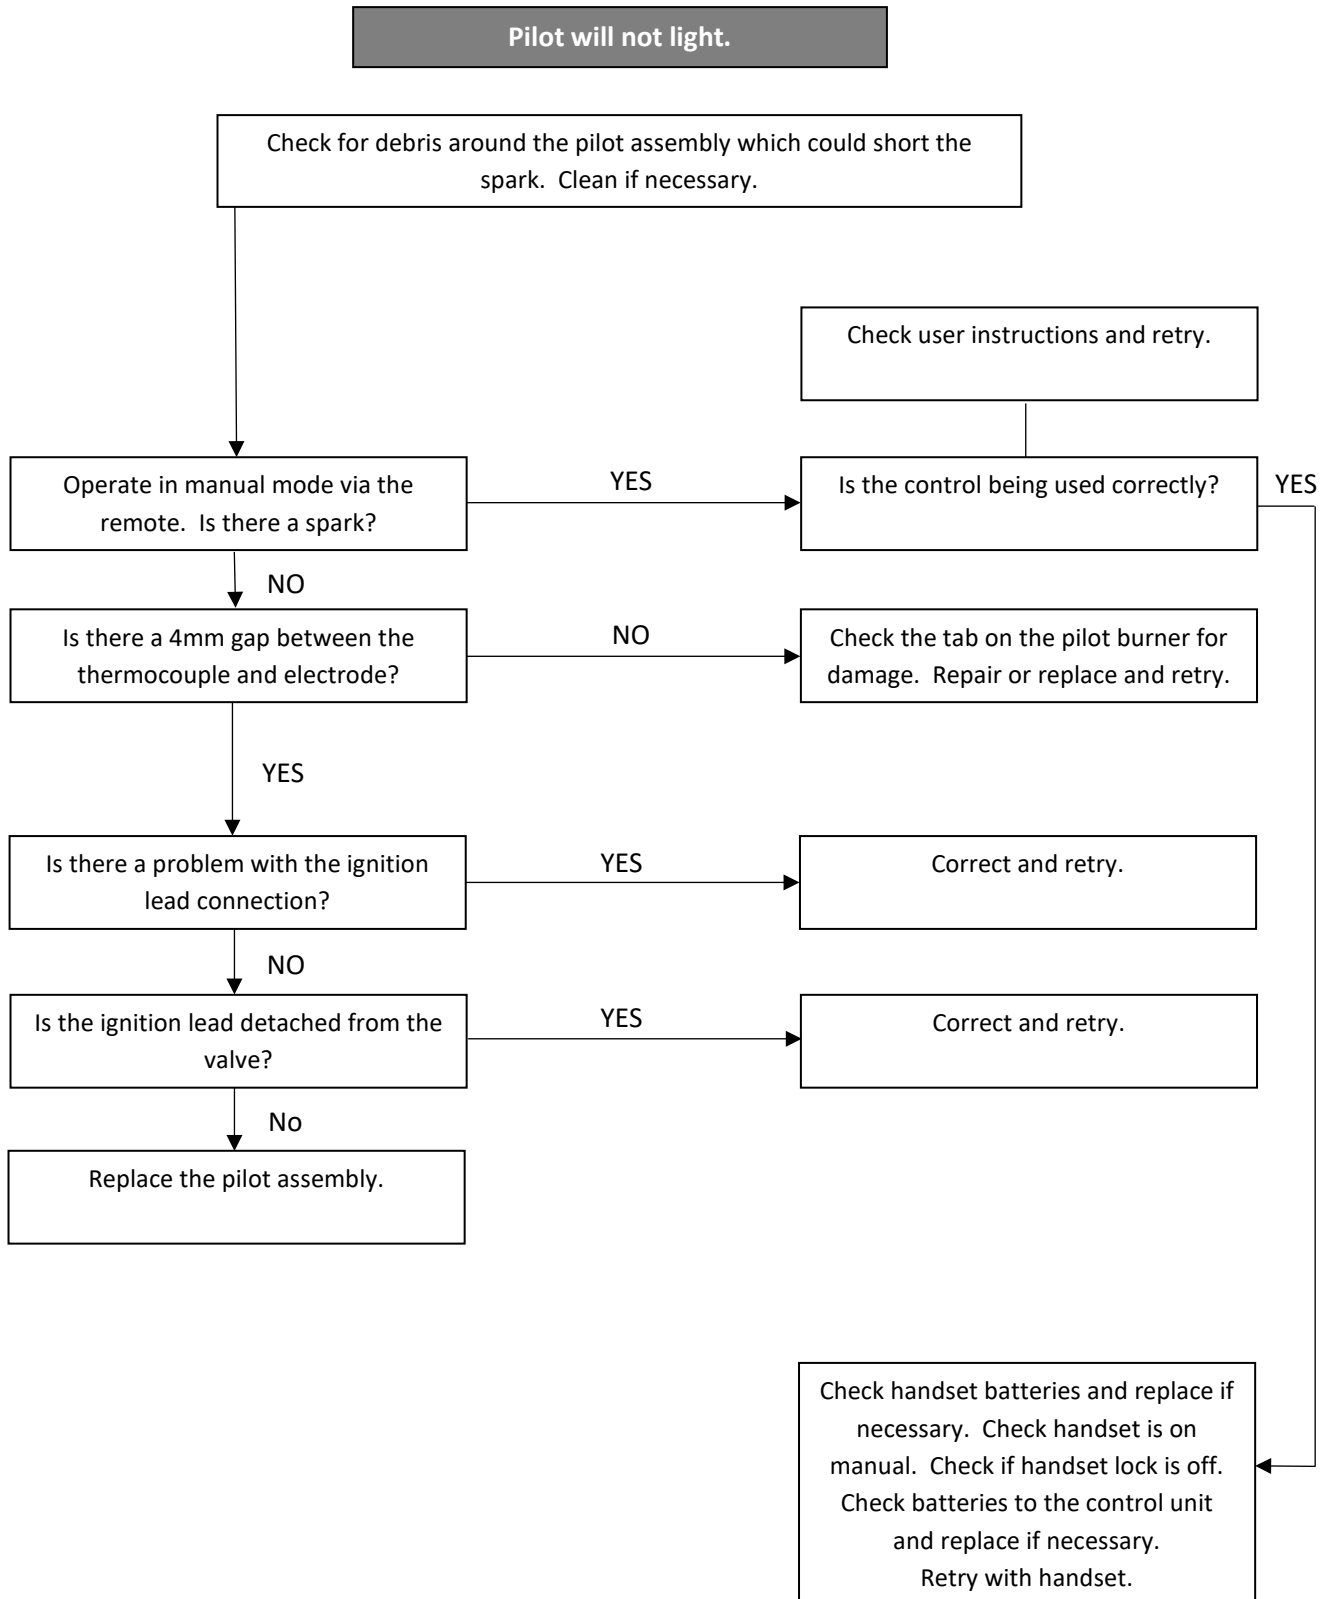 Pilot will not light.
Check for debris around the pilot assembly which could short the
spark.  Clean if necessary.
Check user instructions and retry.
Operate in manual mode via the
remote.  Is there a spark?
YES
Is the control being used correctly?
YES
NO
Is there a 4mm gap between the
thermocouple and electrode?
NO
Check the tab on the pilot burner for
damage.  Repair or replace and retry.
YES
Is there a problem with the ignition
lead connection?
YES
Correct and retry.
NO
Is the ignition lead detached from the
valve?
YES
Correct and retry.
No
Replace the pilot assembly.
Check handset batteries and replace if
necessary.  Check handset is on
manual.  Check if handset lock is off.
Check batteries to the control unit
and replace if necessary.
Retry with handset.